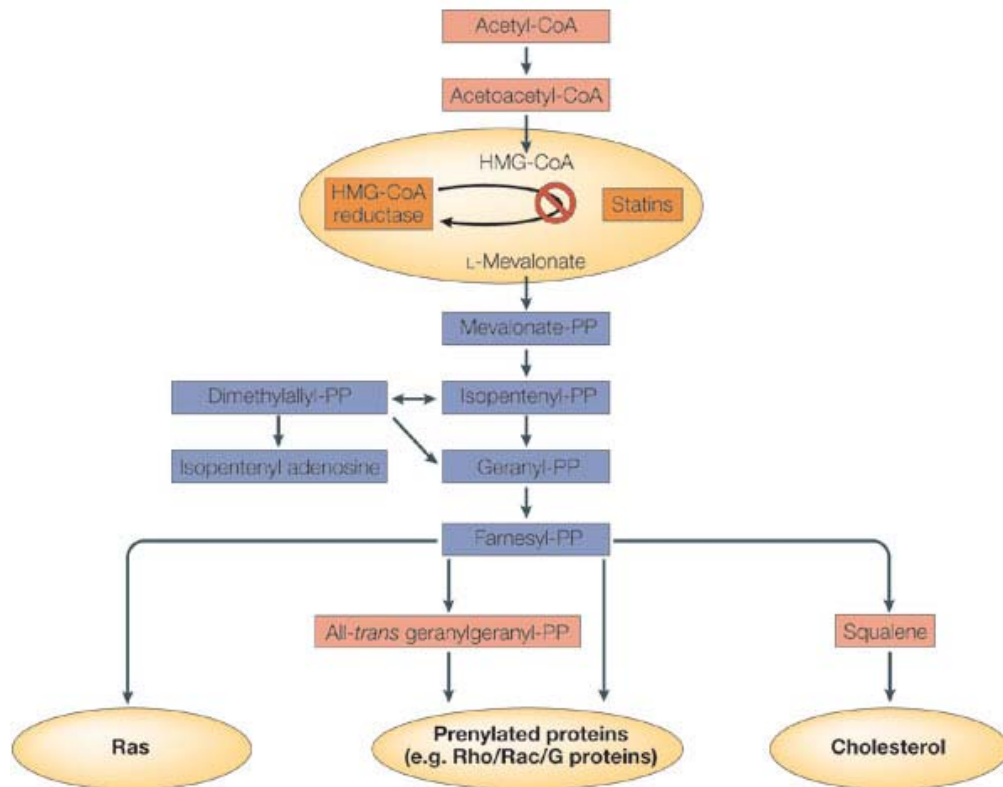 Acetyl-CoA
Acetoacetyl-CoA
HMG-CoA
HMG-CoA
reductase
Statins
L-Mevalonate
Mevalonate-PP
Dimethylallyl-PP
Isopentenyl-PP
Isopentenyl adenosine
Geranyl-PP
Farnesyl-PP
All-trans geranylgeranyl-PP
Squalene
Ras
Prenylated proteins
(e.g. Rho/Rac/G proteins)
Cholesterol